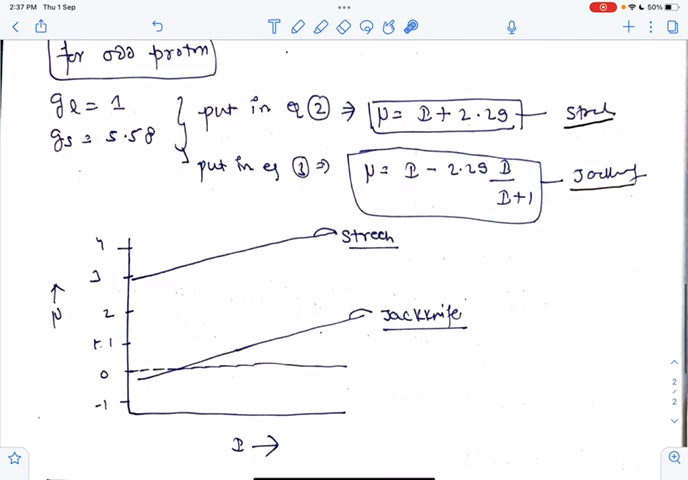 2:37 PM Thu 1 Sep
50%
for odd proton
gl = 1
gs = 5.58
put in eq ② ⇒ μ = I + 2.29 — Strech
put in eq ③ ⇒ μ = I - 2.29 I/I+1 — Jackknife
4
Strech
3
μ
2
Jackknife
1
0
-1
I →
2
2